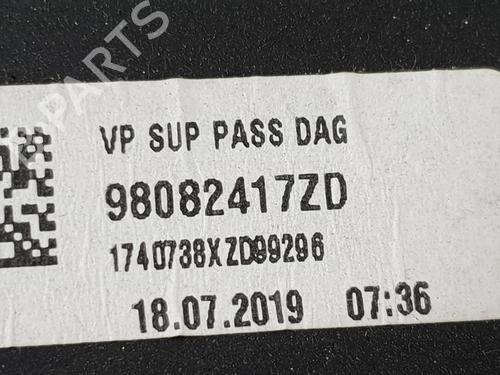 VP SUP PASS DAG
98082417ZD
1740738XZD99296
18.07.2019 07:36